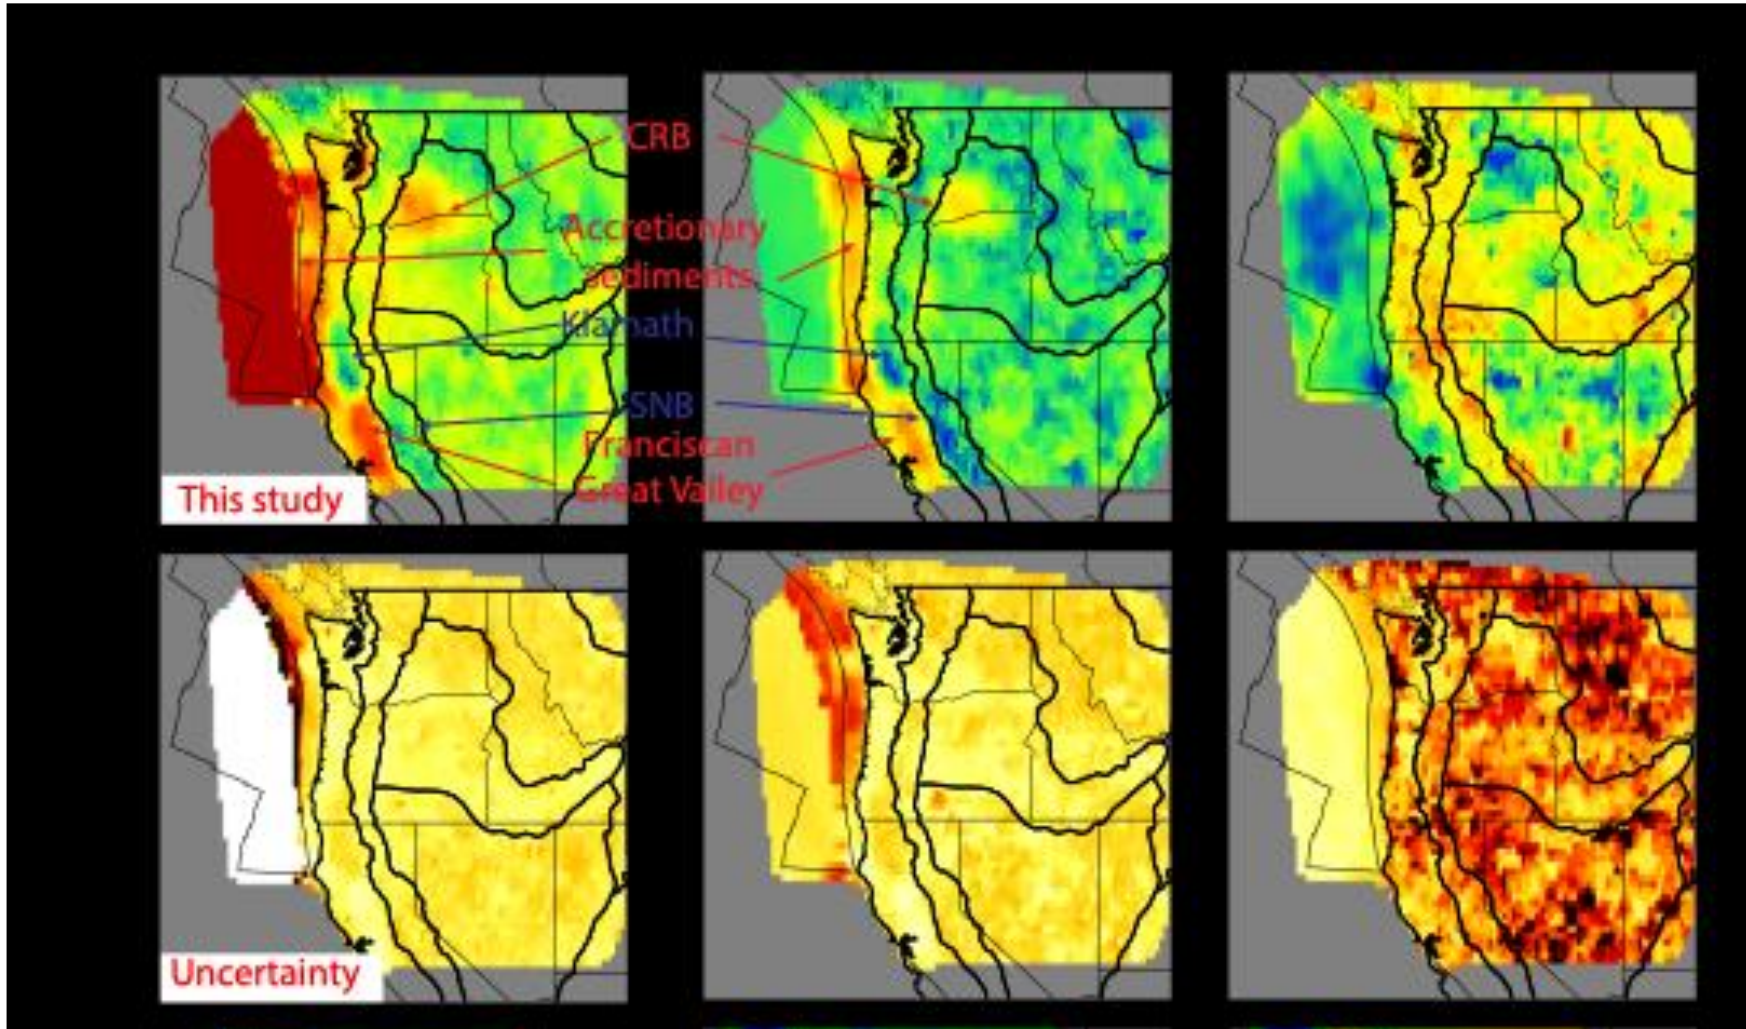 CRB
Accretionary
sediments
Klamath
SNB
Franciscan
Great Valley
This study
Uncertainty